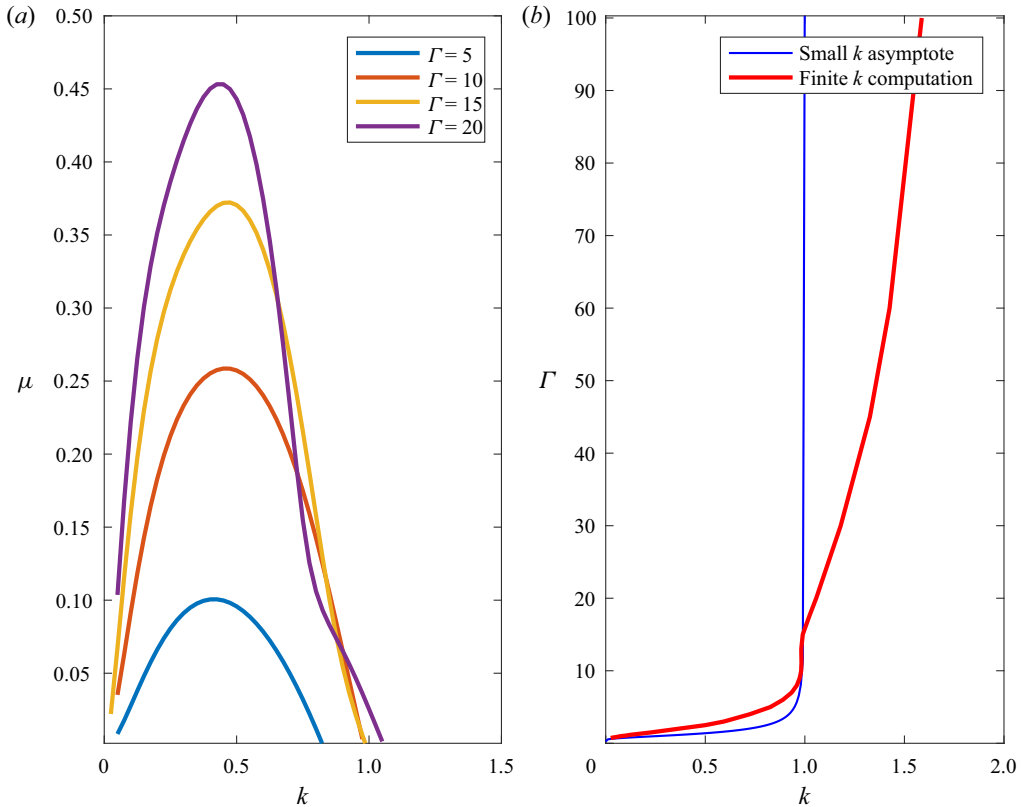 (a)
0.50
0.45
0.40
0.35
0.30
0.25
0.20
0.15
0.10
0.05
μ
Γ = 5
Γ = 10
Γ = 15
Γ = 20
0 0.5 1.0 1.5
k
(b)
100
90
80
70
60
50
40
30
20
10
Γ
Small k asymptote
Finite k computation
0 0.5 1.0 1.5 2.0
k